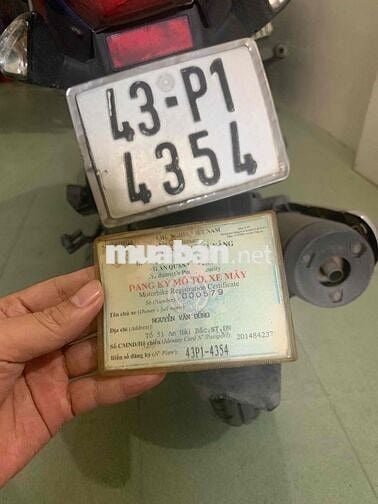 43-P1
4354
muaban.net
ĐĂNG KÝ MÔ TÔ, XE MÁY
Motorbike Registration Certificate
Số (Number): 000579
Tên chủ xe (Owner's full name):
NGUYỄN VĂN DŨNG
Địa chỉ (Address):
Số CMND/Hộ chiếu (Identity Card N°/Passport): 201484237
Biển số đăng ký (N° Plate): 43P1-4354